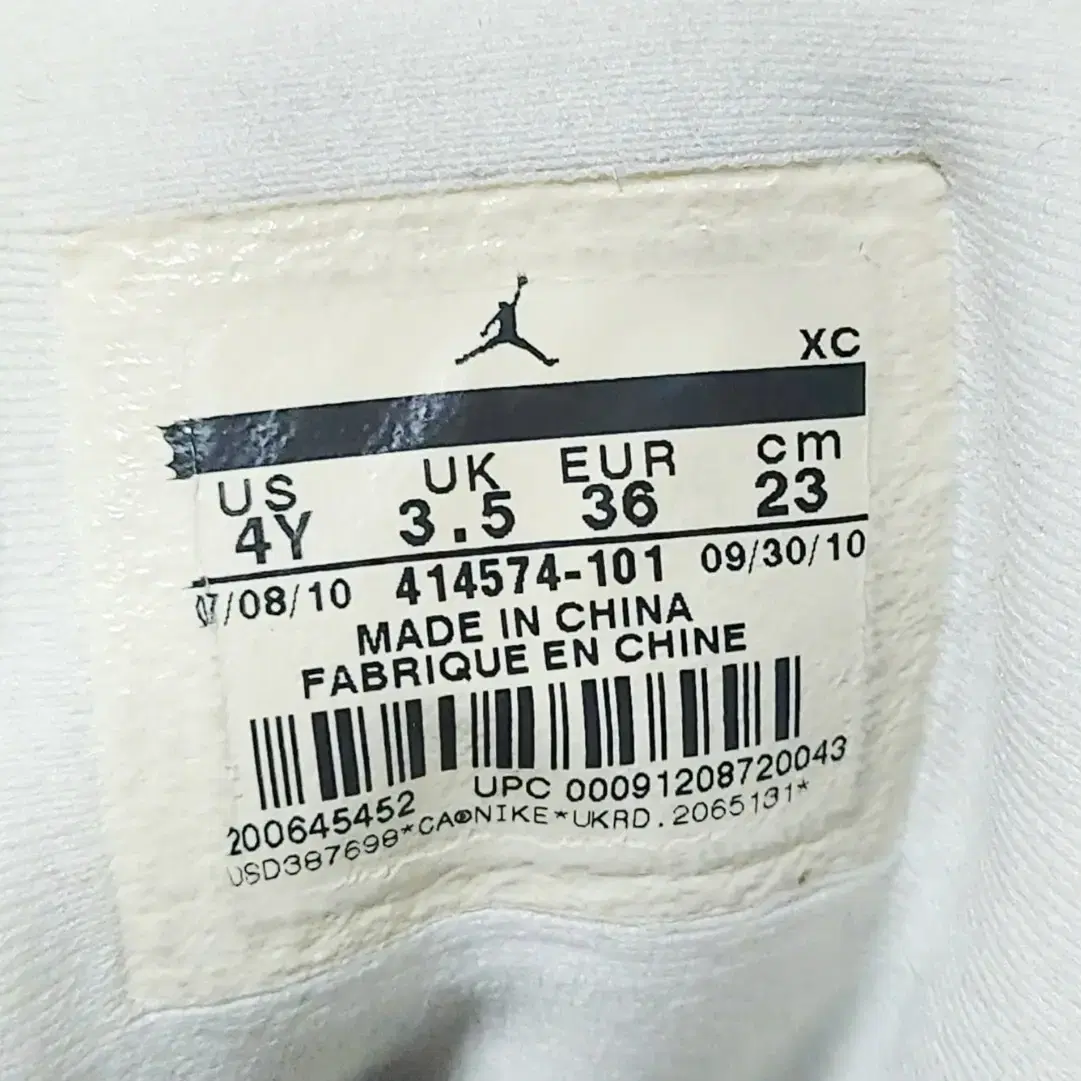 XC
US UK EUR cm
4Y 3.5 36 23
07/08/10 414574-101 09/30/10
MADE IN CHINA
FABRIQUE EN CHINE
UPC 00091208720043
200645452
USD387698*CA®NIKE*UKRD.2065131*